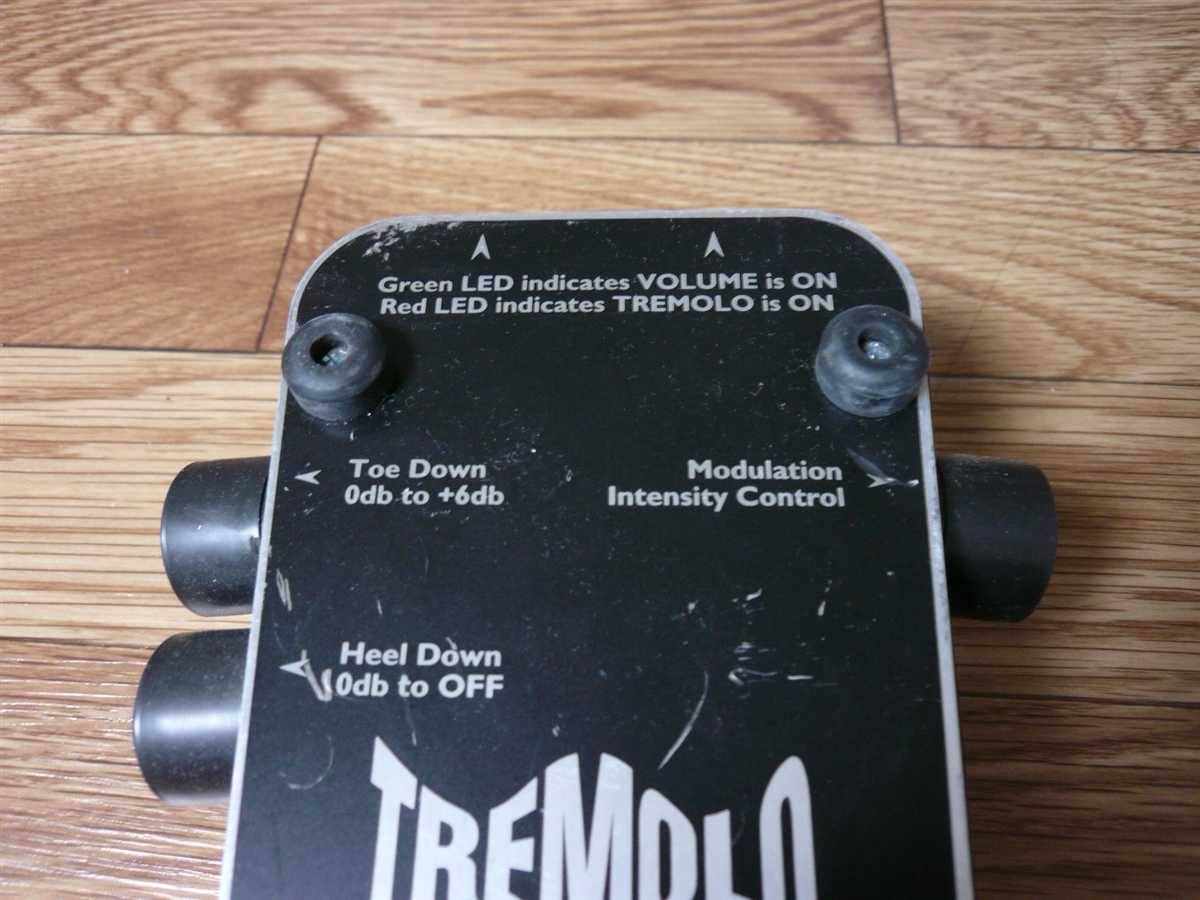 Green LED indicates VOLUME is ON
Red LED indicates TREMOLO is ON
Toe Down
0db to +6db
Modulation
Intensity Control
Heel Down
0db to OFF
TREMOLO